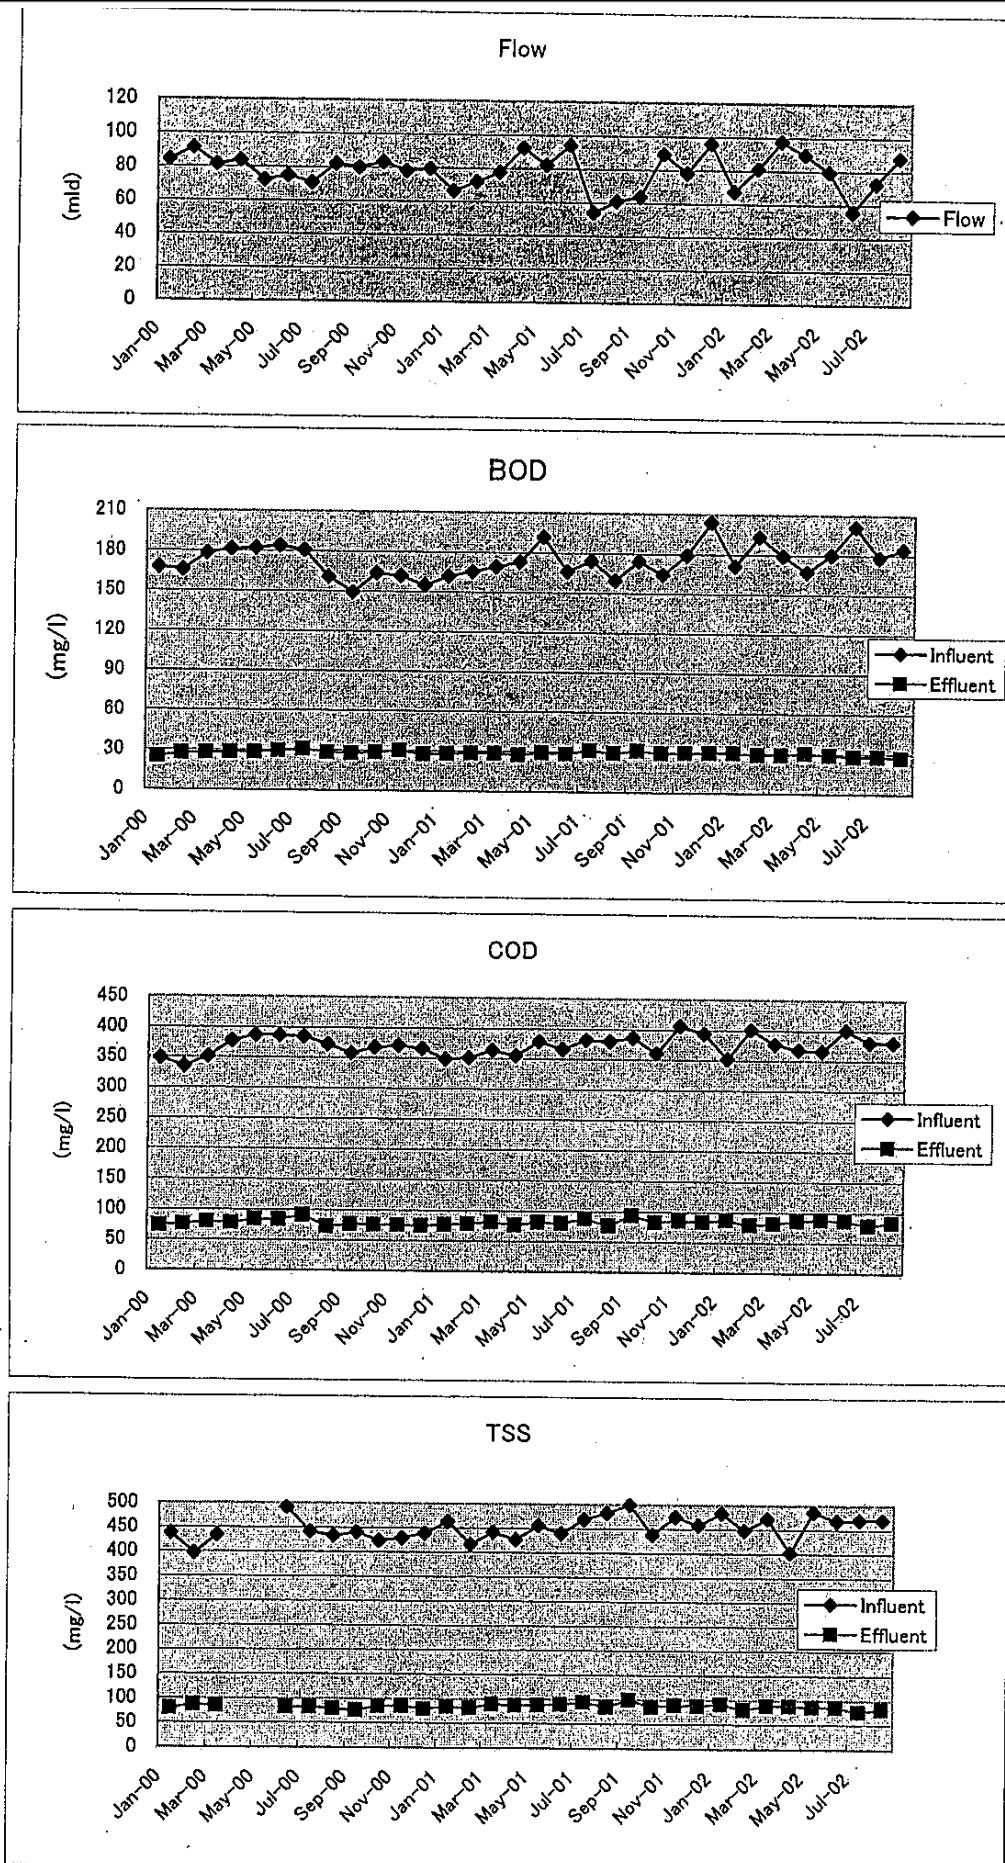 Flow
120
100
80
60
40
20
0
(mld)
Flow
Jan-00
Mar-00
May-00
Jul-00
Sep-00
Nov-00
Jan-01
Mar-01
May-01
Jul-01
Sep-01
Nov-01
Jan-02
Mar-02
May-02
Jul-02
BOD
210
180
150
120
90
60
30
0
(mg/l)
Influent
Effluent
Jan-00
Mar-00
May-00
Jul-00
Sep-00
Nov-00
Jan-01
Mar-01
May-01
Jul-01
Sep-01
Nov-01
Jan-02
Mar-02
May-02
Jul-02
COD
450
400
350
300
250
200
150
100
50
0
(mg/l)
Influent
Effluent
Jan-00
Mar-00
May-00
Jul-00
Sep-00
Nov-00
Jan-01
Mar-01
May-01
Jul-01
Sep-01
Nov-01
Jan-02
Mar-02
May-02
Jul-02
TSS
500
450
400
350
300
250
200
150
100
50
0
(mg/l)
Influent
Effluent
Jan-00
Mar-00
May-00
Jul-00
Sep-00
Nov-00
Jan-01
Mar-01
May-01
Jul-01
Sep-01
Nov-01
Jan-02
Mar-02
May-02
Jul-02